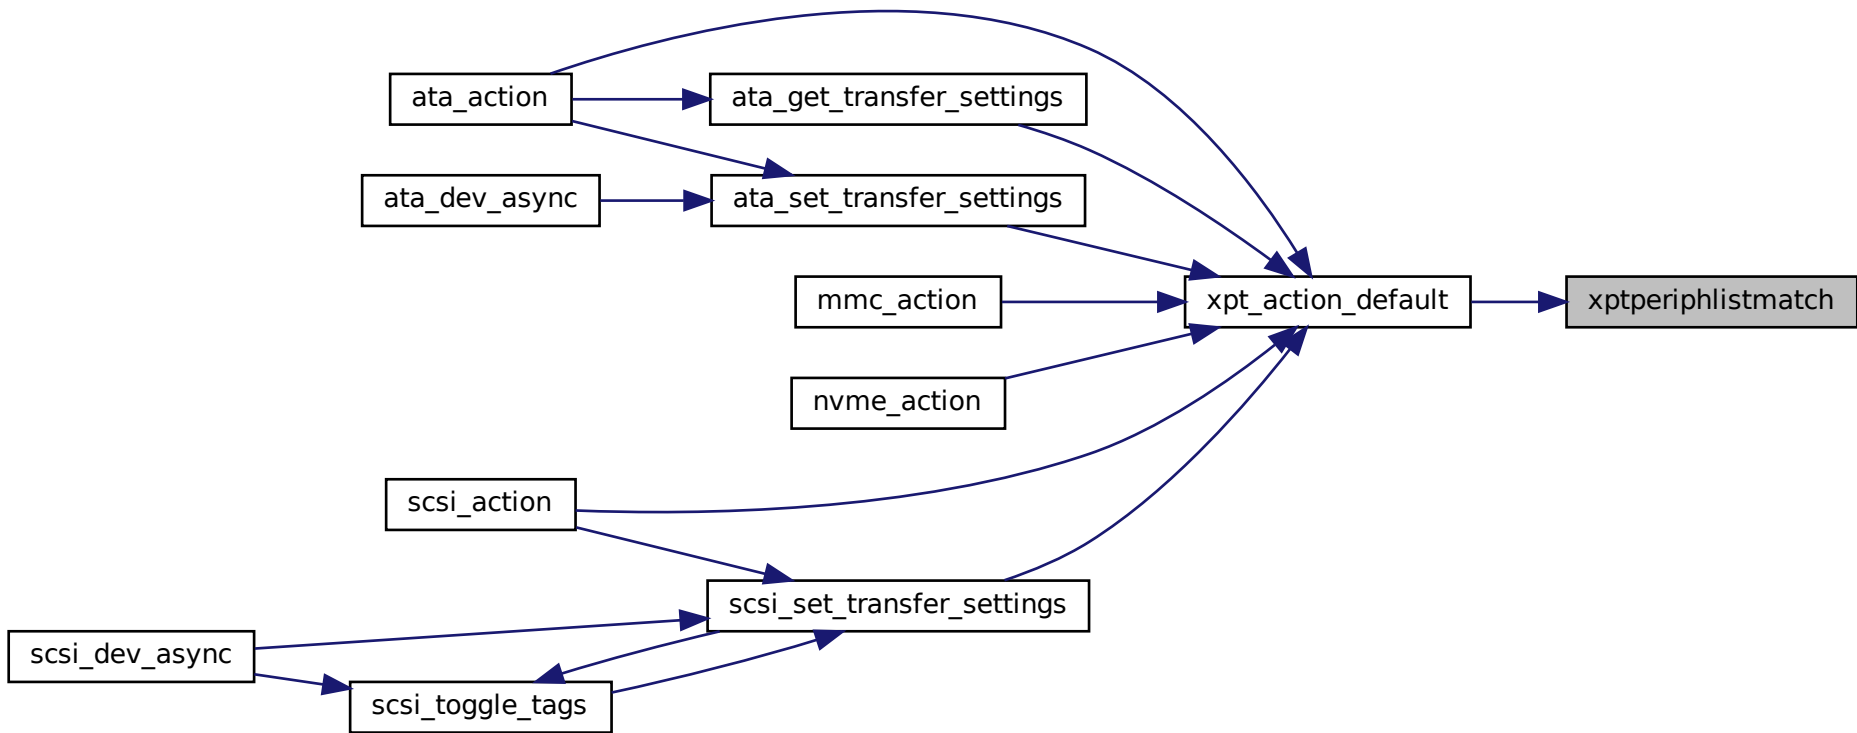 ata_action
ata_get_transfer_settings
ata_dev_async
ata_set_transfer_settings
mmc_action
xpt_action_default
xptperiphlistmatch
nvme_action
scsi_action
scsi_set_transfer_settings
scsi_dev_async
scsi_toggle_tags